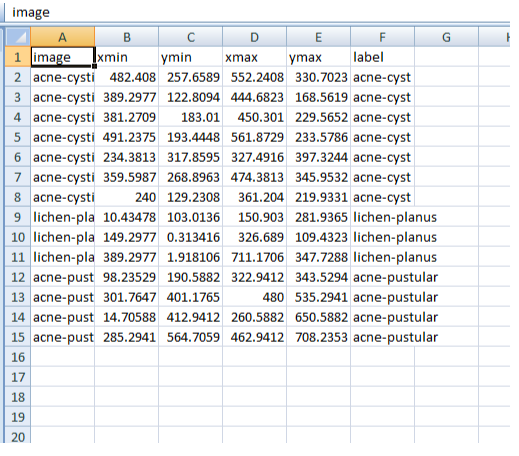 image
A B C D E F G
1 image xmin ymin xmax ymax label
2 acne-cysti 482.408 257.6589 552.2408 330.7023 acne-cyst
3 acne-cysti 389.2977 122.8094 444.6823 168.5619 acne-cyst
4 acne-cysti 381.2709 183.01 450.301 229.5652 acne-cyst
5 acne-cysti 491.2375 193.4448 561.8729 233.5786 acne-cyst
6 acne-cysti 234.3813 317.8595 327.4916 397.3244 acne-cyst
7 acne-cysti 359.5987 268.8963 474.3813 345.9532 acne-cyst
8 acne-cysti 240 129.2308 361.204 219.9331 acne-cyst
9 lichen-pla 10.43478 103.0136 150.903 281.9365 lichen-planus
10 lichen-pla 149.2977 0.313416 326.689 109.4323 lichen-planus
11 lichen-pla 389.2977 1.918106 711.1706 347.7288 lichen-planus
12 acne-pust 98.23529 190.5882 322.9412 343.5294 acne-pustular
13 acne-pust 301.7647 401.1765 480 535.2941 acne-pustular
14 acne-pust 14.70588 412.9412 260.5882 650.5882 acne-pustular
15 acne-pust 285.2941 564.7059 462.9412 708.2353 acne-pustular
16
17
18
19
20